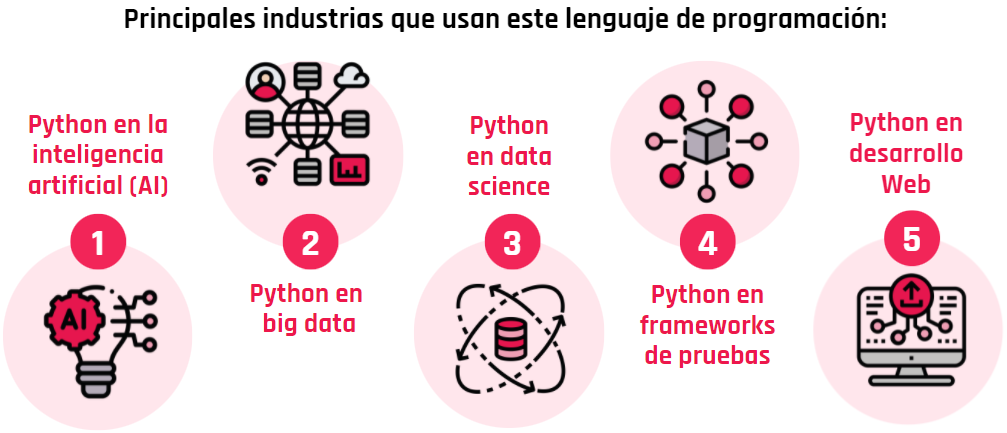 Principales industrias que usan este lenguaje de programación:
Python en la
inteligencia
artificial (AI)
1
AI
2
Python en
big data
Python
en data
science
3
4
Python en
frameworks
de pruebas
Python en
desarrollo
Web
5